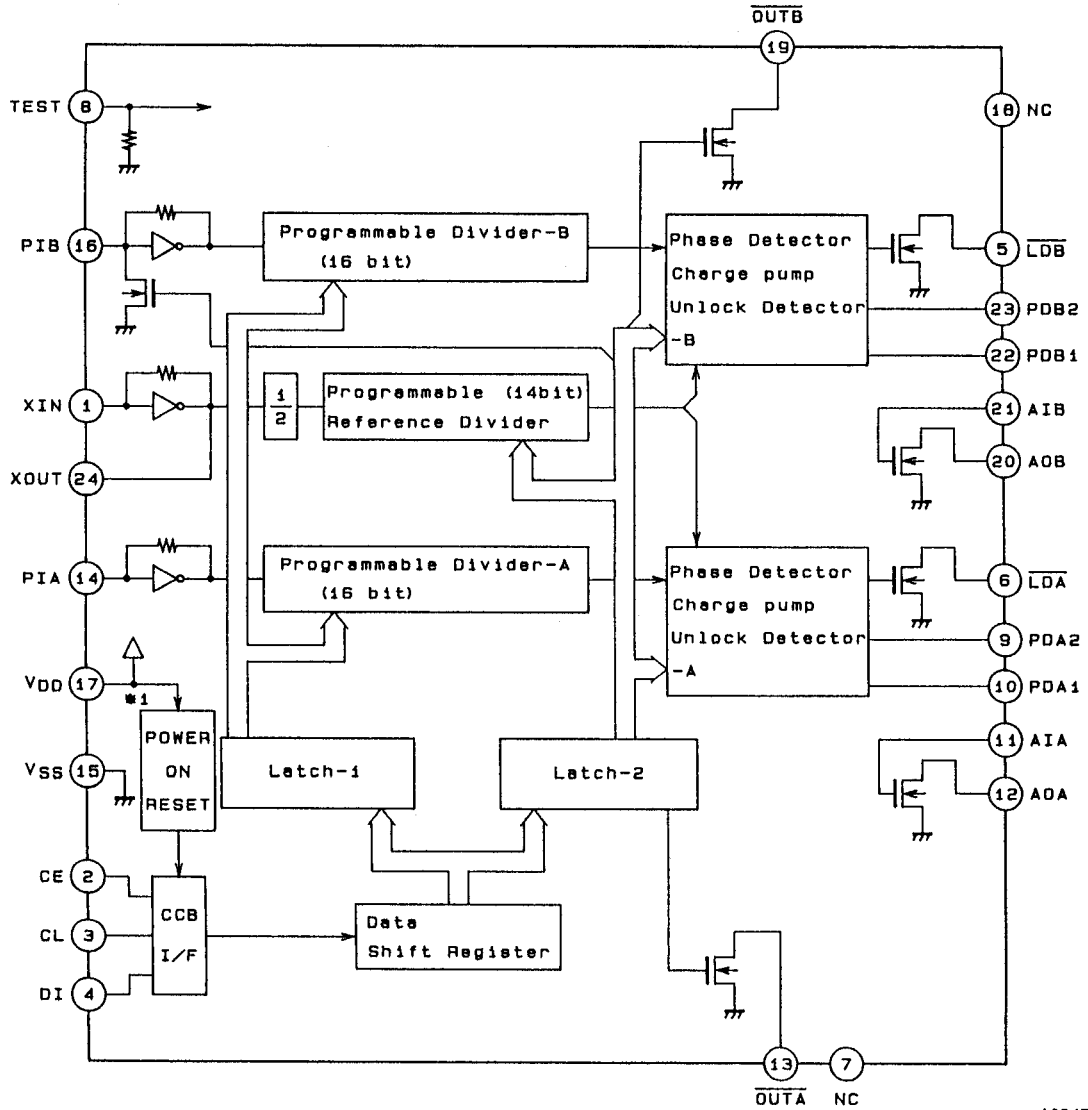 OUTB
19
TEST 8
18 NC
PIB 16
Programmable Divider-B
(16 bit)
Phase Detector
Charge pump
Unlock Detector
-B
5 LDB
23 PDB2
22 PDB1
XIN 1
1/2
Programmable (14bit)
Reference Divider
21 AIB
20 AOB
XOUT 24
PIA 14
Programmable Divider-A
(16 bit)
Phase Detector
Charge pump
Unlock Detector
-A
6 LDA
9 PDA2
10 PDA1
VDD 17
*1
POWER
ON
RESET
VSS 15
Latch-1
Latch-2
11 AIA
12 AOA
CE 2
CL 3
DI 4
CCB
I/F
Data
Shift Register
13
OUTA
7
NC